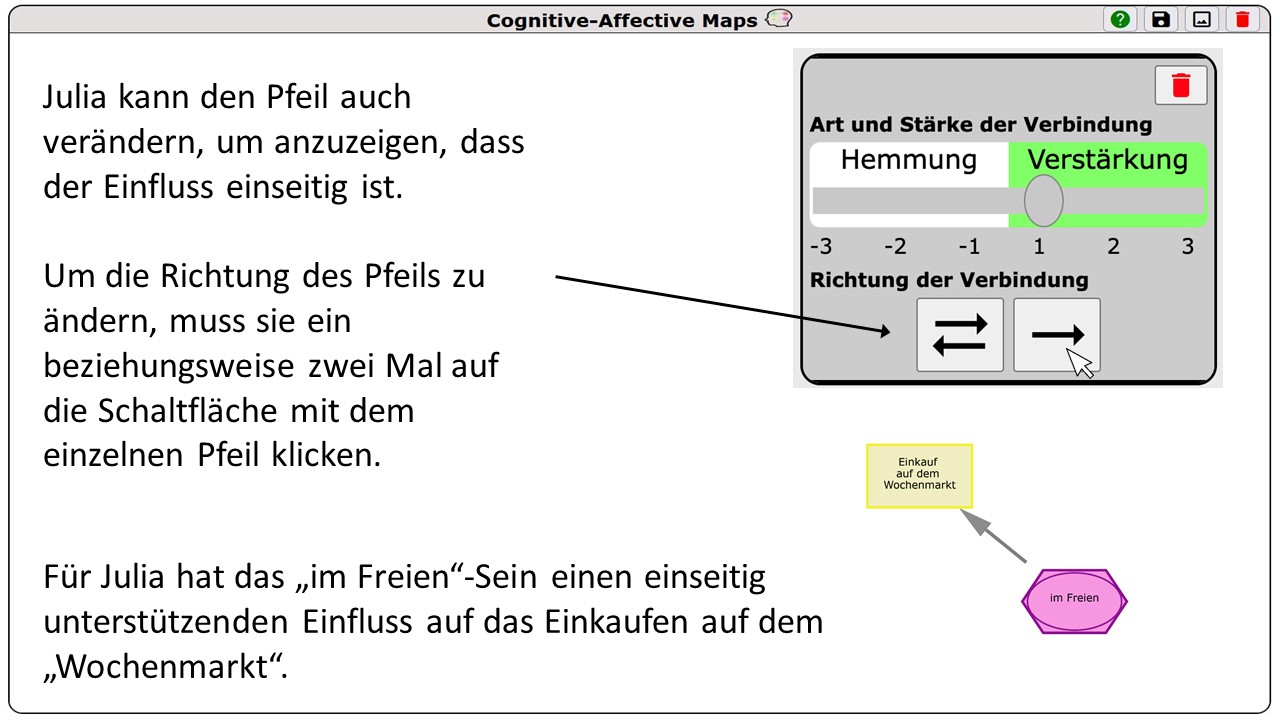 Cognitive-Affective Maps
Julia kann den Pfeil auch
verändern, um anzuzeigen, dass
der Einfluss einseitig ist.
Um die Richtung des Pfeils zu
ändern, muss sie ein
beziehungsweise zwei Mal auf
die Schaltfläche mit dem
einzelnen Pfeil klicken.
Art und Stärke der Verbindung
Hemmung Verstärkung
-3 -2 -1 1 2 3
Richtung der Verbindung
Einkauf
auf dem
Wochenmarkt
im Freien
Für Julia hat das „im Freien“-Sein einen einseitig
unterstützenden Einfluss auf das Einkaufen auf dem
„Wochenmarkt“.